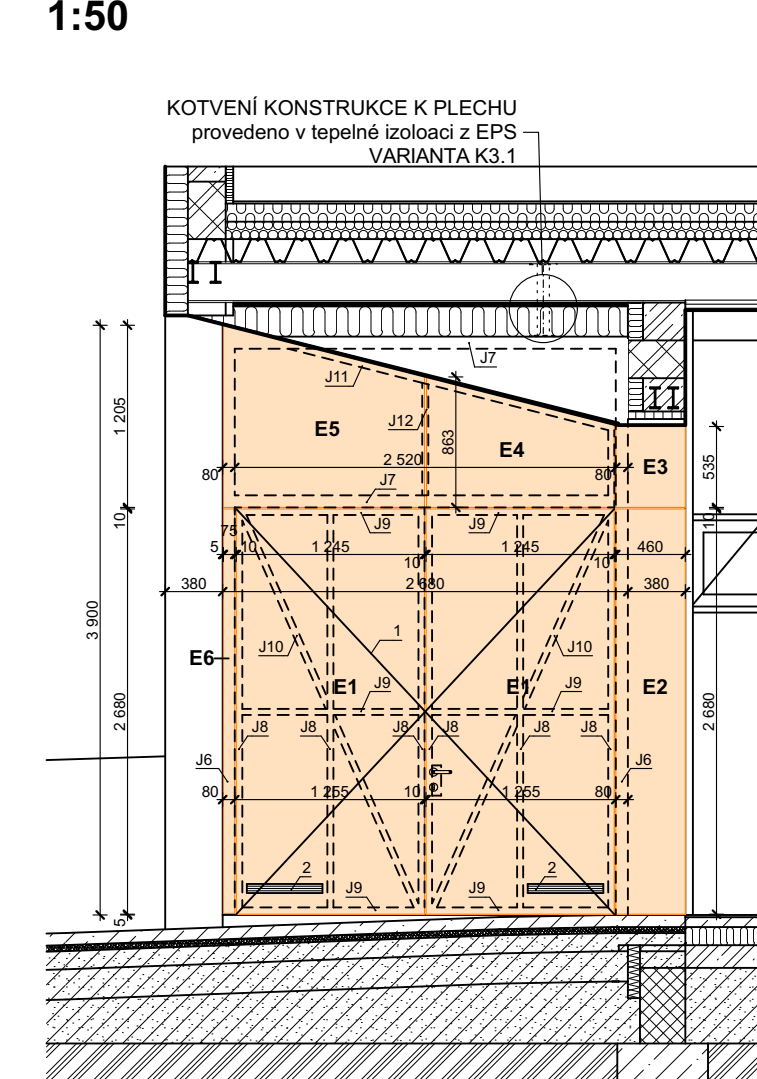 1:50
KOTVENÍ KONSTRUKCE K PLECHU
provedeno v tepelné izoloaci z EPS
VARIANTA K3.1
J7
J11
1 205
E5
J12
863
E4
2 520
80
80
E3
535
J7
10
75
J9
J9
10
5
10
1 245
10
1 245
10
460
380
2 680
380
3 900
J10
1
J10
E6
E1
J9
E1
J9
E2
2 680
J8
J8
J8
J8
J8
J8
2 680
J6
J6
80
1 255
10
1 255
80
2
2
J9
J9
5